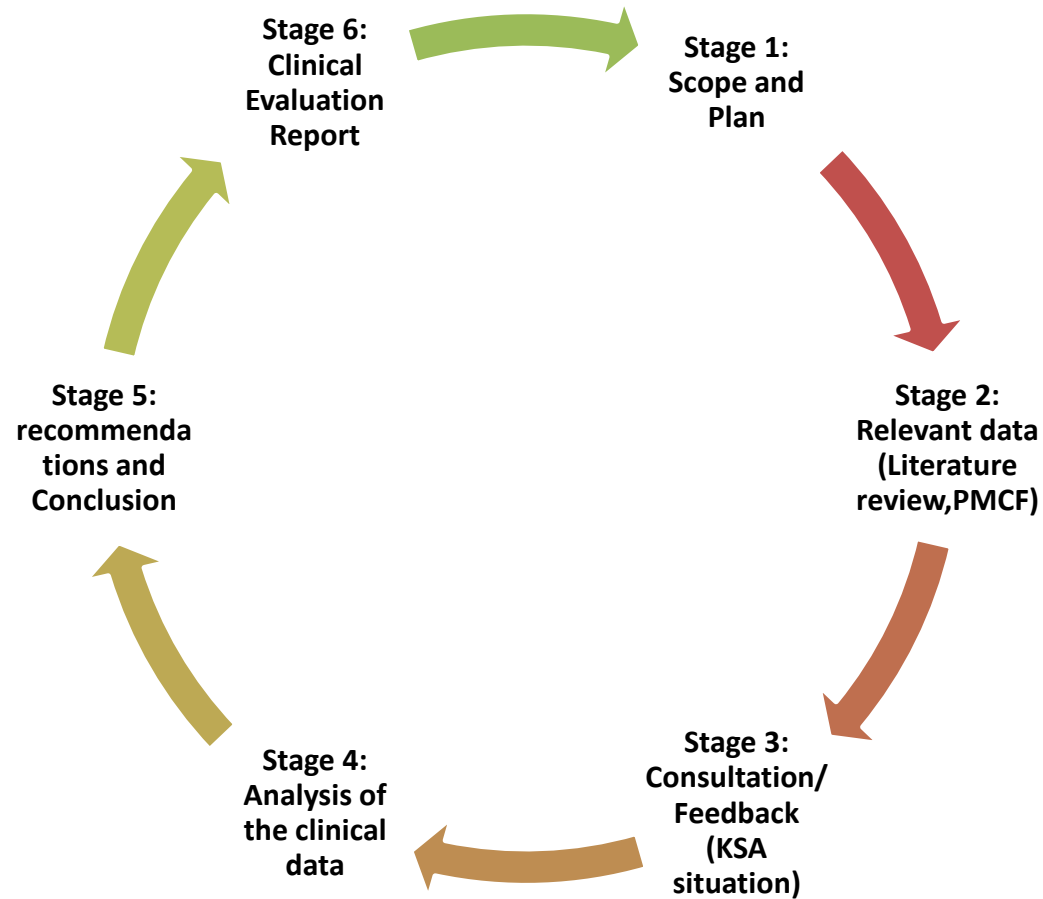 Stage 1:
Scope and
Plan
Stage 2:
Relevant data
(Literature
review,PMCF)
Stage 3:
Consultation/
Feedback
(KSA
situation)
Stage 4:
Analysis of
the clinical
data
Stage 5:
recommenda
tions and
Conclusion
Stage 6:
Clinical
Evaluation
Report